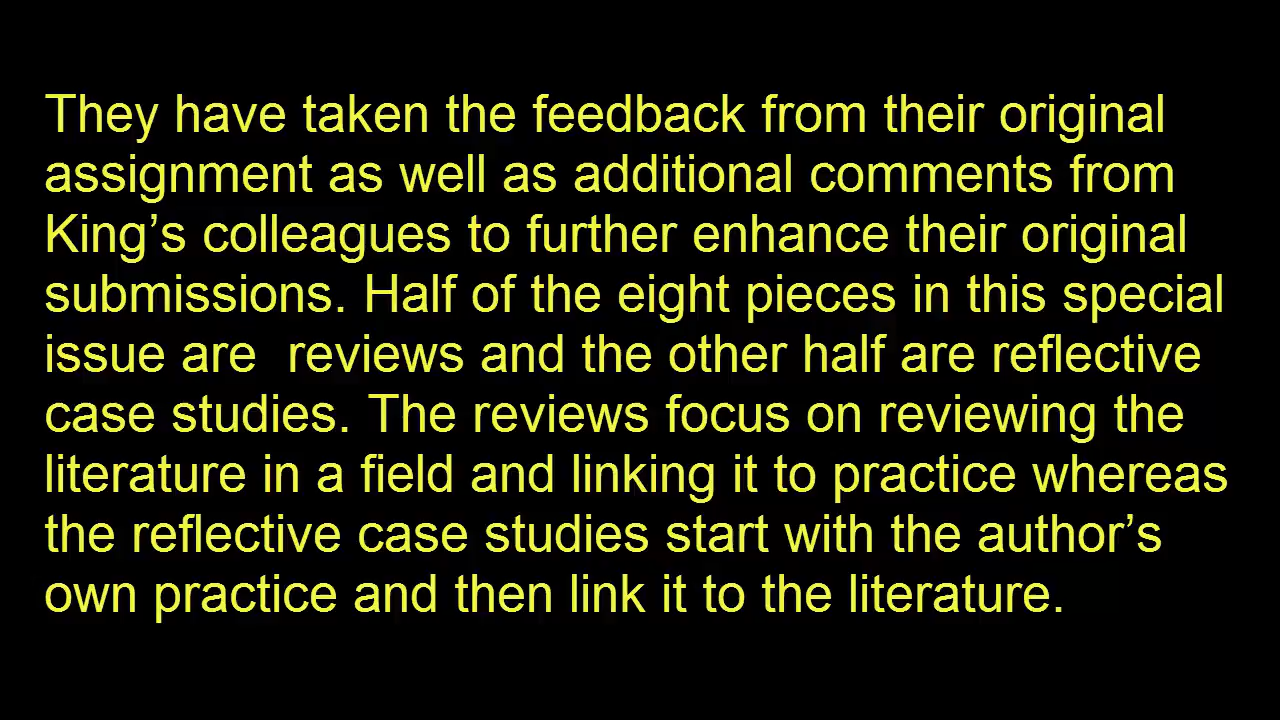 They have taken the feedback from their original
assignment as well as additional comments from
King’s colleagues to further enhance their original
submissions. Half of the eight pieces in this special
issue are  reviews and the other half are reflective
case studies. The reviews focus on reviewing the
literature in a field and linking it to practice whereas
the reflective case studies start with the author’s
own practice and then link it to the literature.